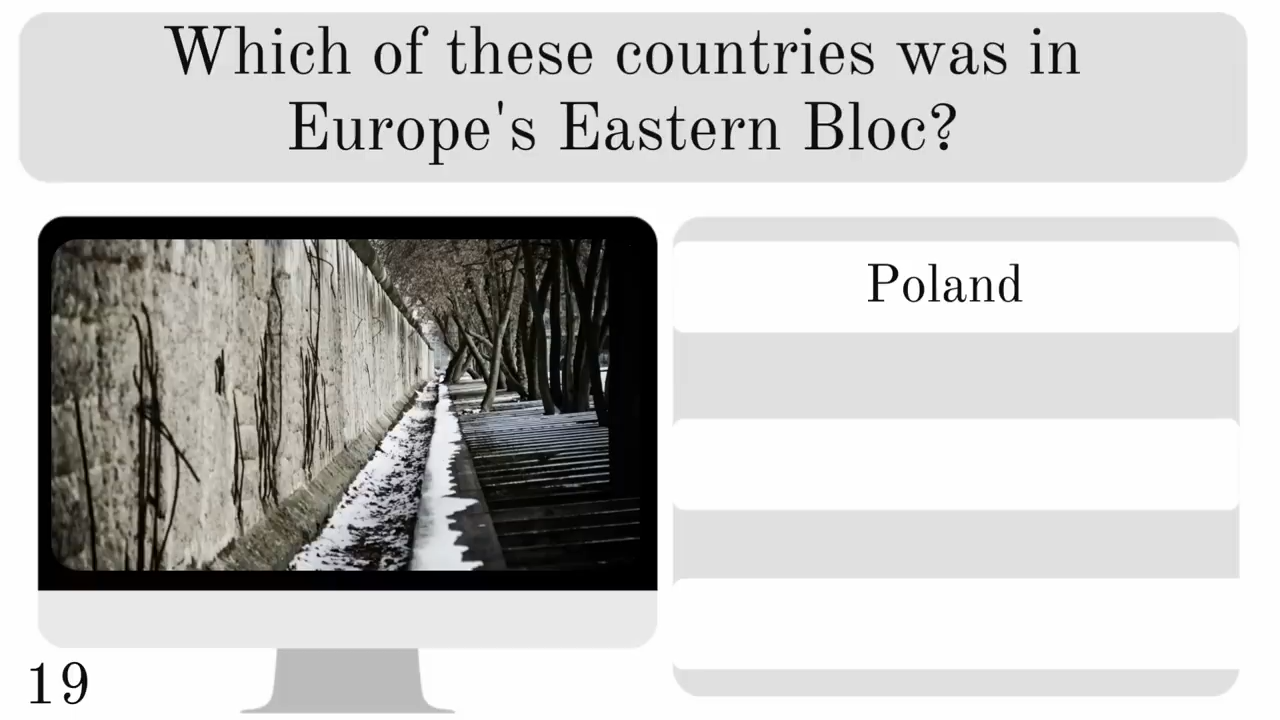 Which of these countries was in
Europe's Eastern Bloc?
Poland
19